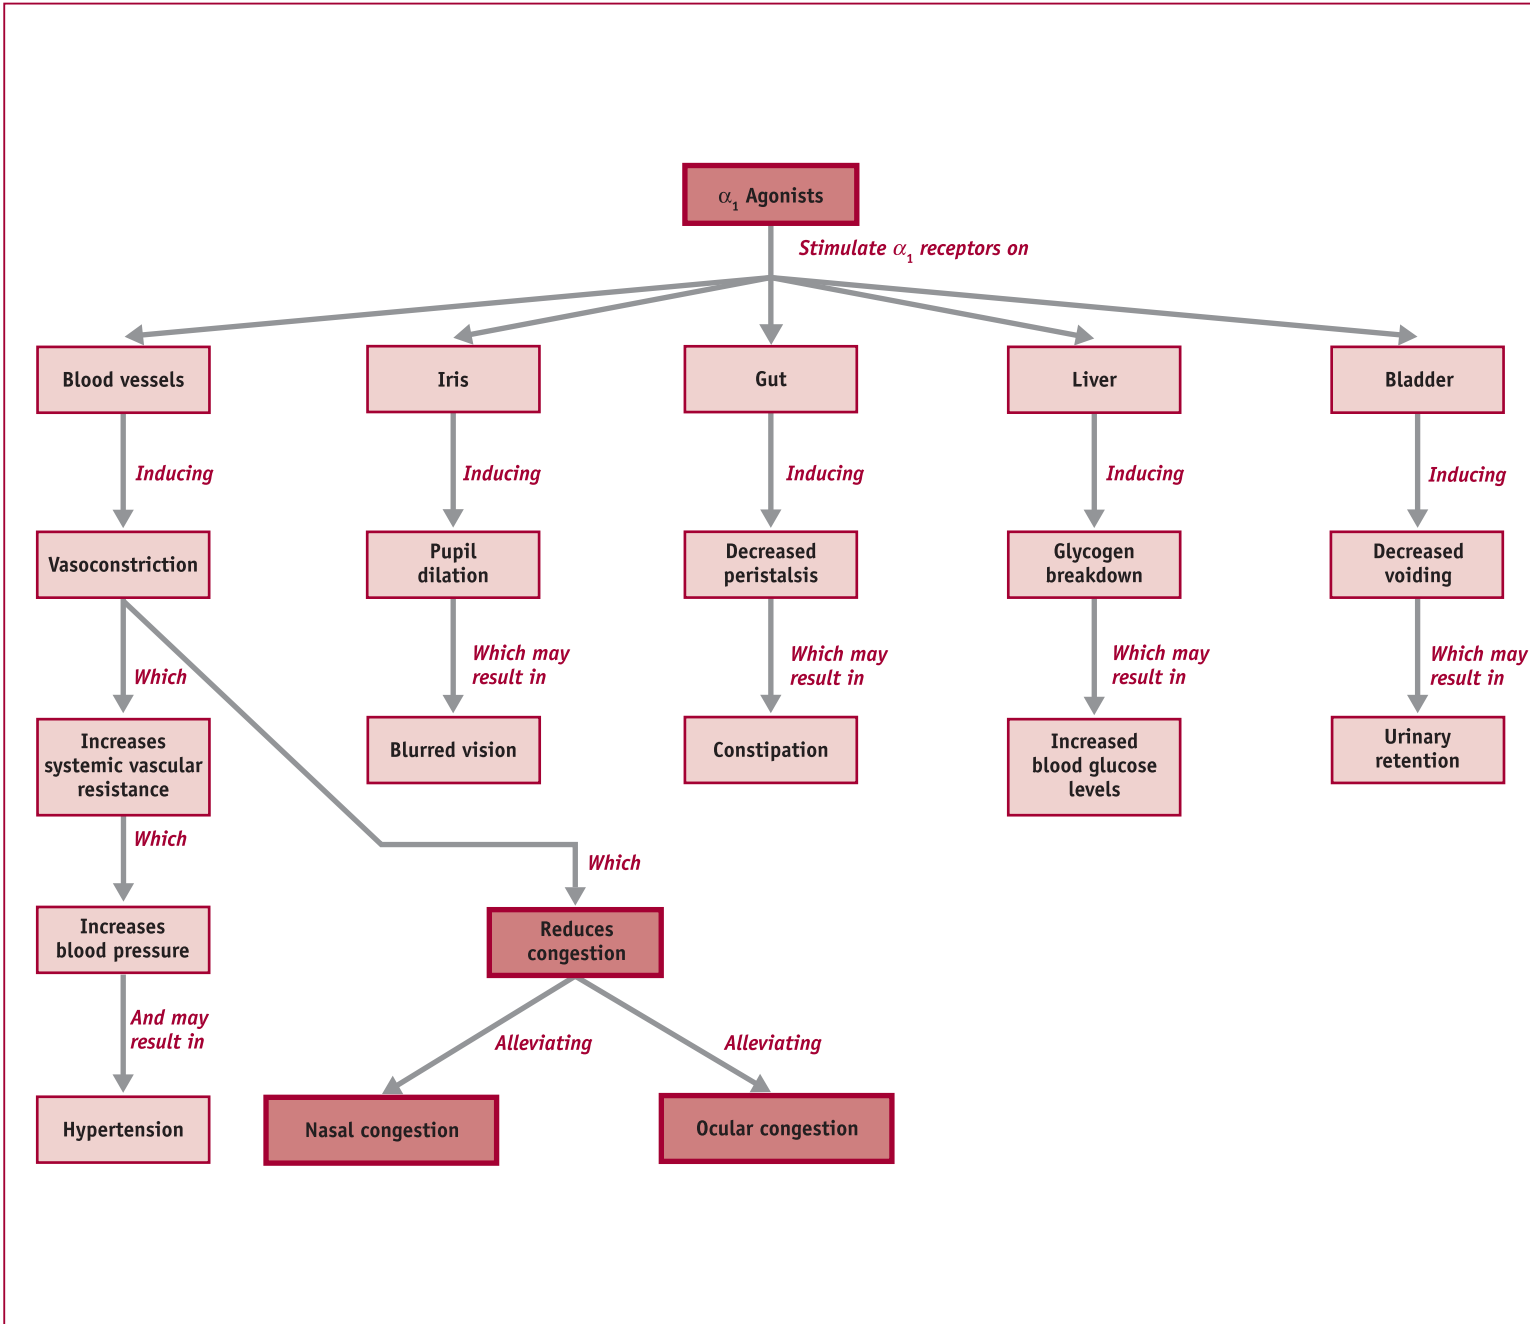 α1 Agonists
Stimulate α1 receptors on
Blood vessels
Iris
Gut
Liver
Bladder
Inducing
Inducing
Inducing
Inducing
Inducing
Vasoconstriction
Pupil
dilation
Decreased
peristalsis
Glycogen
breakdown
Decreased
voiding
Which
Which may
result in
Which may
result in
Which may
result in
Which may
result in
Increases
systemic vascular
resistance
Blurred vision
Constipation
Increased
blood glucose
levels
Urinary
retention
Which
Which
Increases
blood pressure
Reduces
congestion
And may
result in
Alleviating
Alleviating
Hypertension
Nasal congestion
Ocular congestion